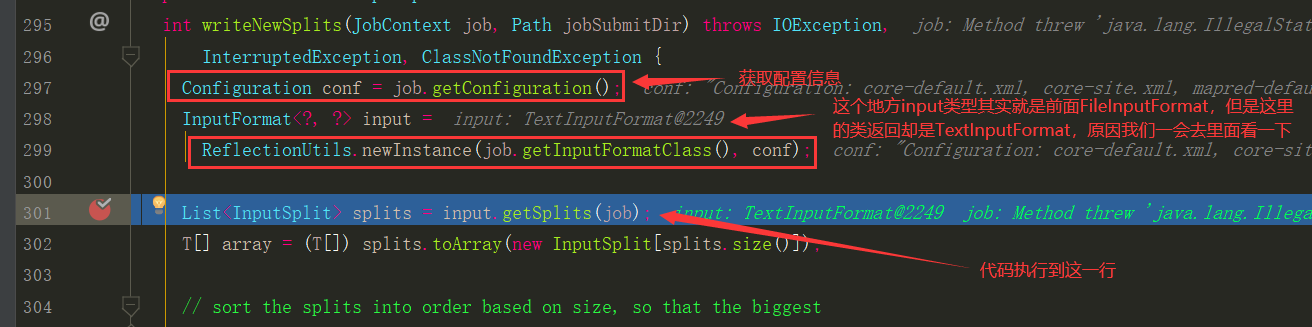 295 @ int writeNewSplits(JobContext job, Path jobSubmitDir) throws IOException, job: Method threw 'java.lang.IllegalStat
296 InterruptedException, ClassNotFoundException {
297 Configuration conf = job.getConfiguration(); conf: "Configuration: core-default.xml, core-site.xml, mapred-defau
获取配置信息
298 InputFormat<?, ?> input = input: TextInputFormat@2249
这个地方input类型其实就是前面FileInputFormat，但是这里
的类返回却是TextInputFormat，原因我们一会去里面看一下
299 ReflectionUtils.newInstance(job.getInputFormatClass(), conf); conf: "Configuration: core-default.xml, core-sit
300
301 List<InputSplit> splits = input.getSplits(job); input: TextInputFormat@2249 job: Method threw 'java.lang.Illega
302 T[] array = (T[]) splits.toArray(new InputSplit[splits.size()]);
303
代码执行到这一行
304 // sort the splits into order based on size, so that the biggest